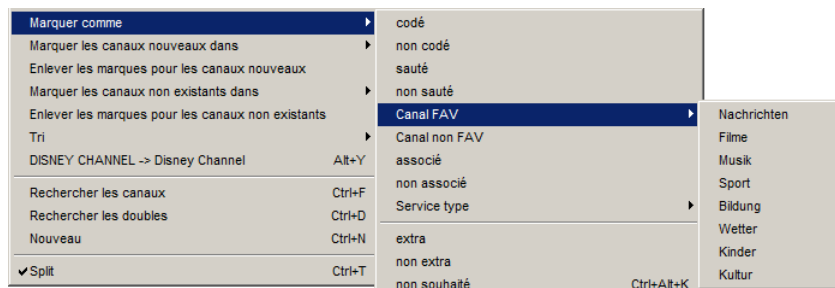 Marquer comme
Marquer les canaux nouveaux dans
Enlever les marques pour les canaux nouveaux
Marquer les canaux non existants dans
Enlever les marques pour les canaux non existants
Tri
DISNEY CHANNEL -> Disney Channel Alt+Y
Rechercher les canaux Ctrl+F
Rechercher les doubles Ctrl+D
Nouveau Ctrl+N
Split Ctrl+T
codé
non codé
sauté
non sauté
Canal FAV
Canal non FAV
associé
non associé
Service type
extra
non extra
non souhaité Ctrl+Alt+K
Nachrichten
Filme
Musik
Sport
Bildung
Wetter
Kinder
Kultur